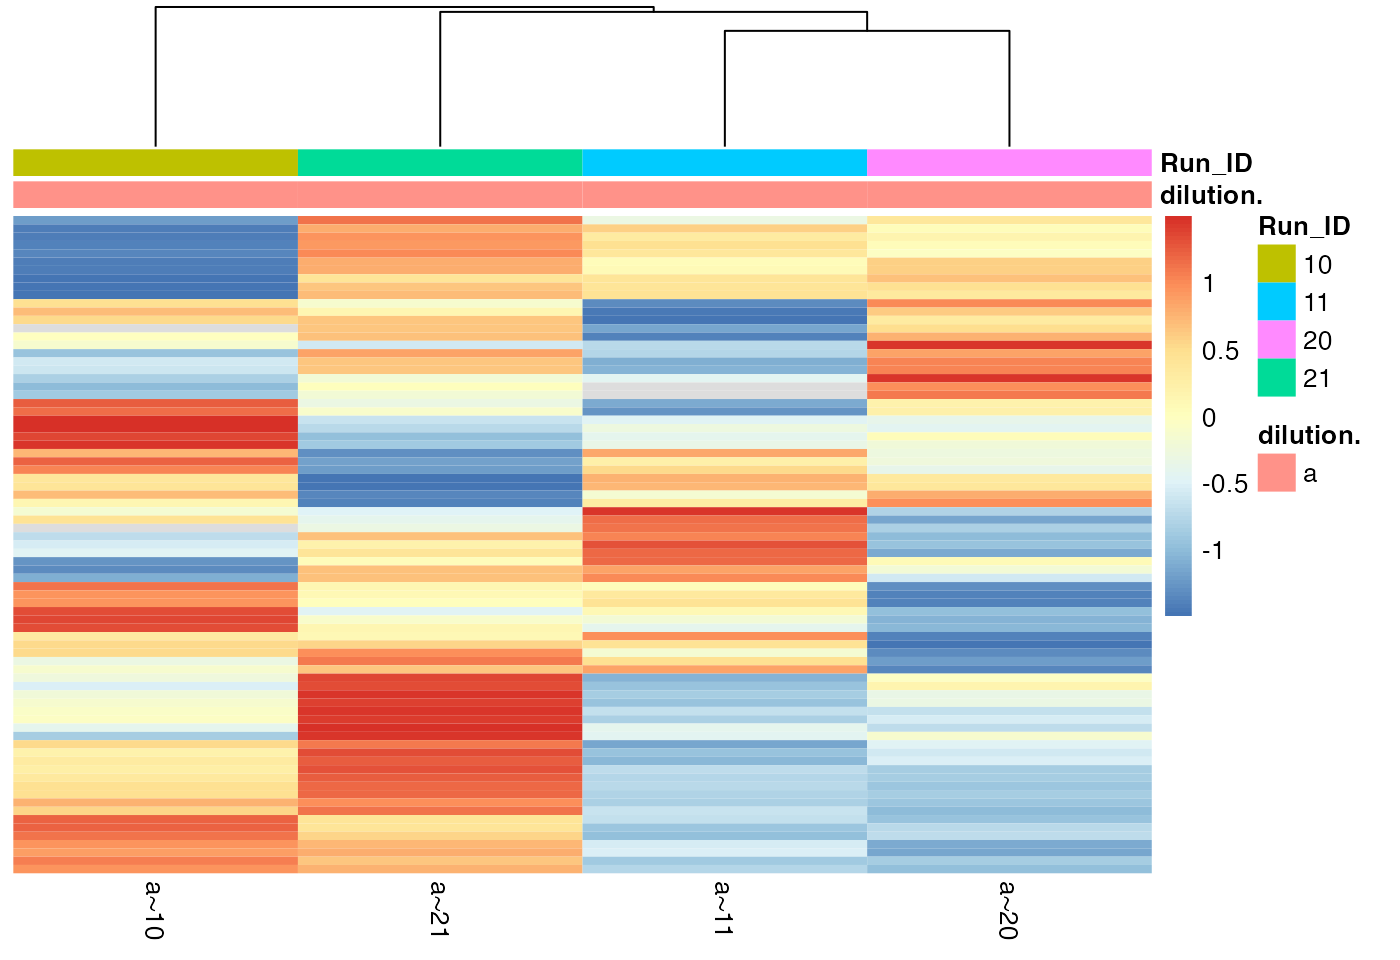 Run_ID
dilution.
Run_ID
10
11
20
21
dilution.
a
1
0.5
0
-0.5
-1
a~10
a~21
a~11
a~20